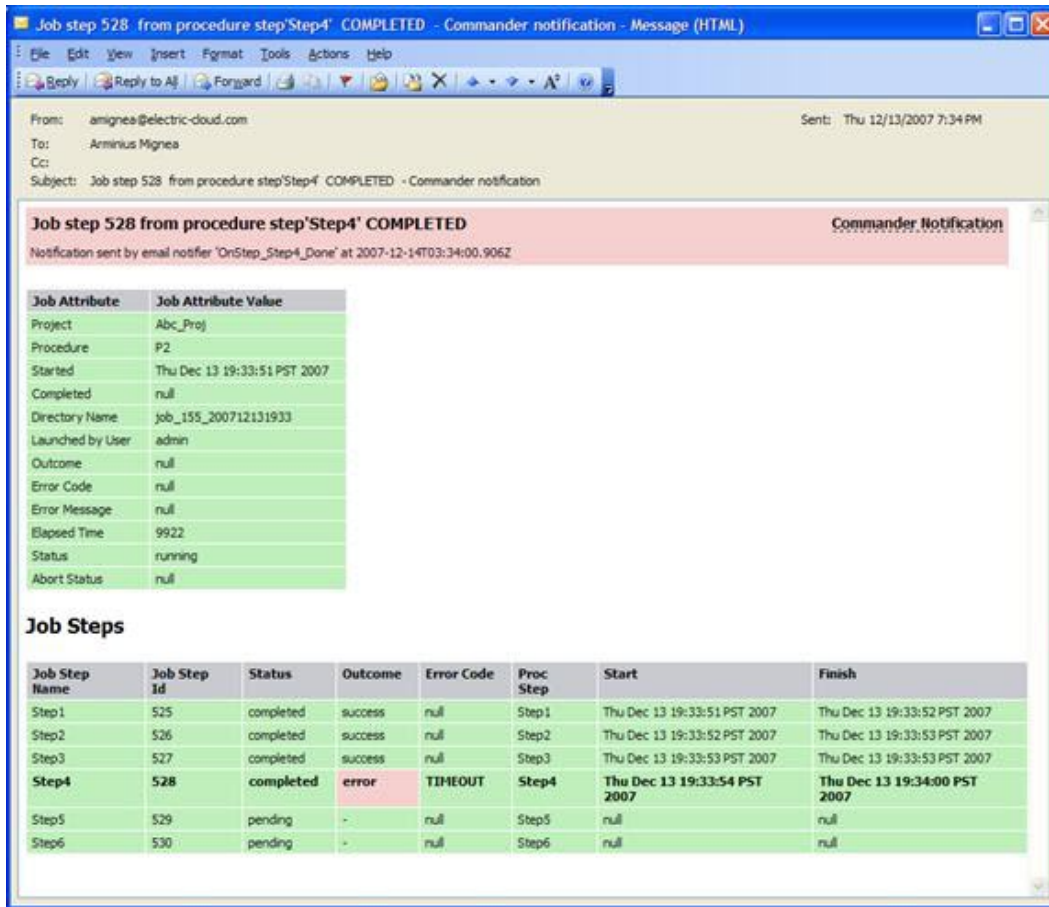 Job step 528 from procedure step'Step4' COMPLETED - Commander notification - Message (HTML)
File Edit View Insert Format Tools Actions Help
Reply Reply to All Forward
From: amignea@electric-cloud.com Sent: Thu 12/13/2007 7:34 PM
To: Arminius Mignea
Cc:
Subject: Job step 528 from procedure step'Step4' COMPLETED - Commander notification
Job step 528 from procedure step'Step4' COMPLETED Commander Notification
Notification sent by email notifier 'OnStep_Step4_Done' at 2007-12-14T03:34:00.906Z
Job Attribute Job Attribute Value
Project Abc_Proj
Procedure P2
Started Thu Dec 13 19:33:51 PST 2007
Completed null
Directory Name job_155_200712131933
Launched by User admin
Outcome null
Error Code null
Error Message null
Elapsed Time 9922
Status running
Abort Status null
Job Steps
Job Step Name Job Step Id Status Outcome Error Code Proc Step Start Finish
Step1 525 completed success null Step1 Thu Dec 13 19:33:51 PST 2007 Thu Dec 13 19:33:52 PST 2007
Step2 526 completed success null Step2 Thu Dec 13 19:33:52 PST 2007 Thu Dec 13 19:33:53 PST 2007
Step3 527 completed success null Step3 Thu Dec 13 19:33:53 PST 2007 Thu Dec 13 19:33:53 PST 2007
Step4 528 completed error TIMEOUT Step4 Thu Dec 13 19:33:54 PST 2007 Thu Dec 13 19:34:00 PST 2007
Step5 529 pending - null Step5 null null
Step6 530 pending - null Step6 null null